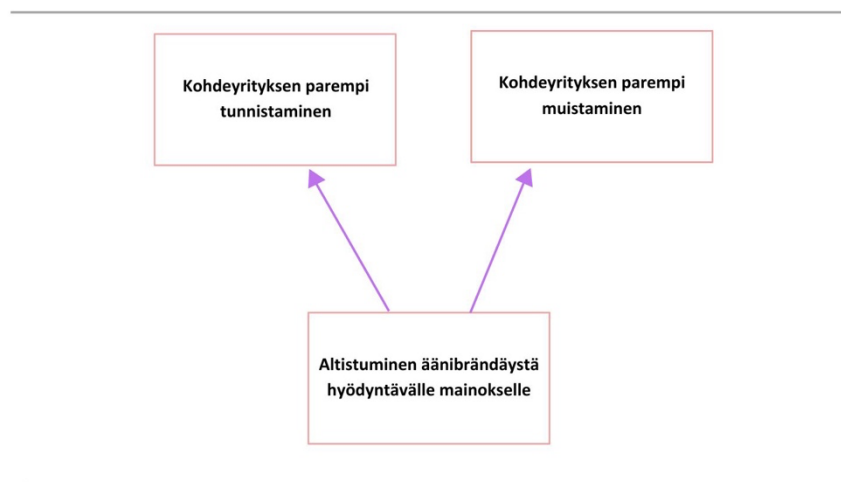 Kohdeyrityksen parempi
tunnistaminen
Kohdeyrityksen parempi
muistaminen
Altistuminen äänibrändäystä
hyödyntävälle mainokselle